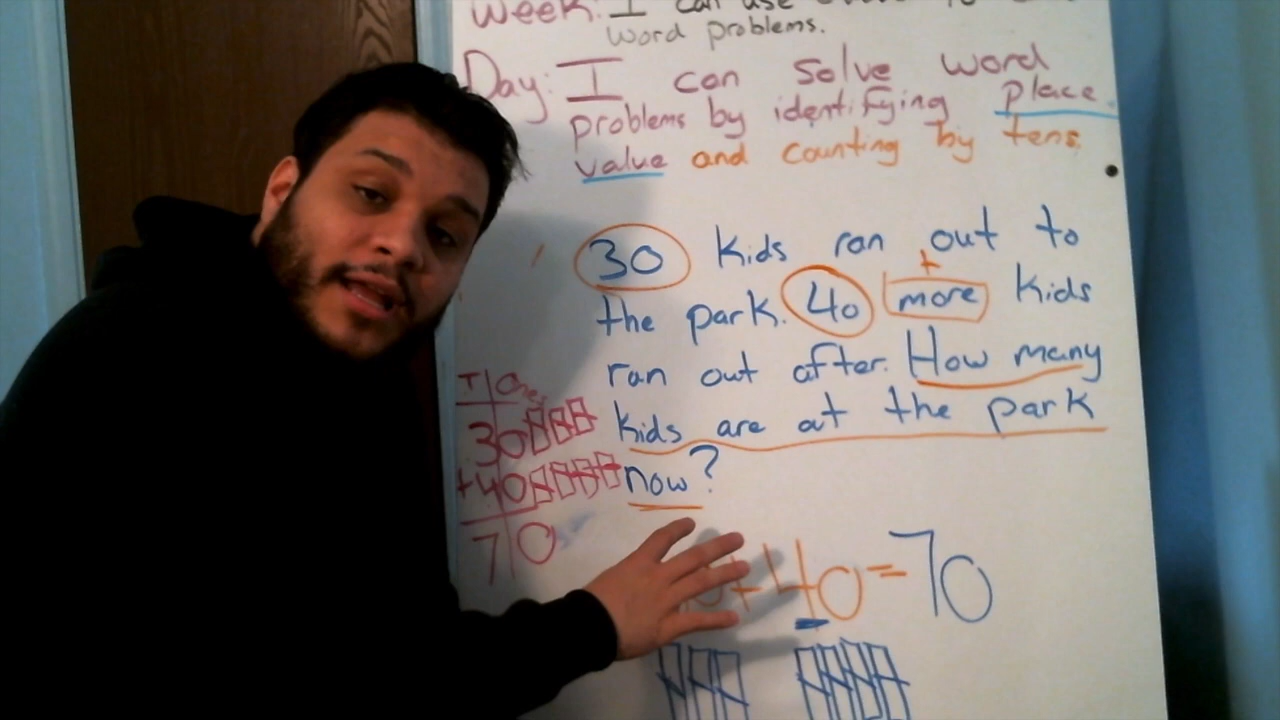 Week: I can use
word problems.
Day: I can solve word
problems by identifying place
value and counting by tens.
30 kids ran out to
+
the park. 40 more kids
ran out after. How many
kids are at the park
now?
T Ones
30
+40
70
0+40=70